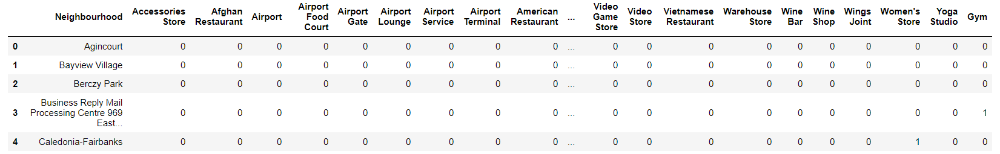 Neighbourhood Accessories Store Afghan Restaurant Airport Airport Food Court Airport Gate Airport Lounge Airport Service Airport Terminal American Restaurant ... Video Game Store Video Store Vietnamese Restaurant Warehouse Store Wine Bar Wine Shop Wings Joint Women's Store Yoga Studio Gym
0 Agincourt 0 0 0 0 0 0 0 0 0 ... 0 0 0 0 0 0 0 0 0 0
1 Bayview Village 0 0 0 0 0 0 0 0 0 ... 0 0 0 0 0 0 0 0 0 0
2 Berczy Park 0 0 0 0 0 0 0 0 0 ... 0 0 0 0 0 0 0 0 0 0
3 Business Reply Mail Processing Centre 969 East... 0 0 0 0 0 0 0 0 0 ... 0 0 0 0 0 0 0 0 0 1
4 Caledonia-Fairbanks 0 0 0 0 0 0 0 0 0 ... 0 0 0 0 0 0 0 1 0 0